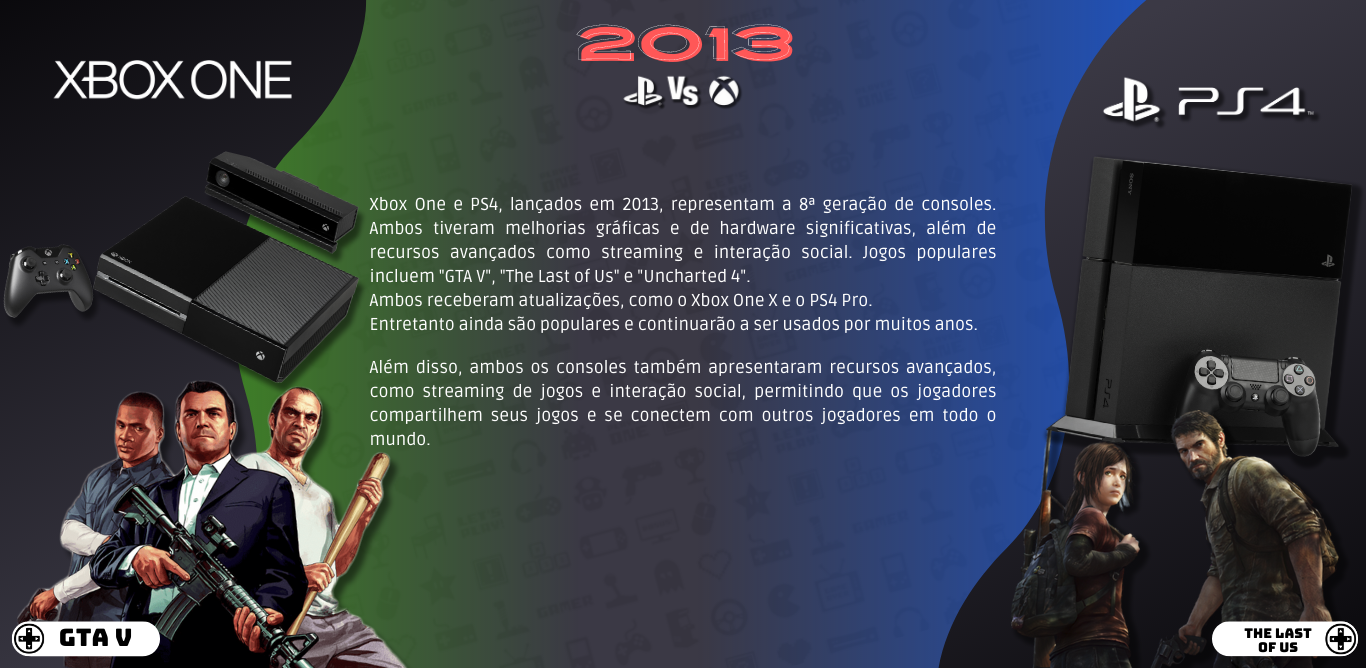 2013
Vs
XBOX ONE
PS4
Xbox One e PS4, lançados em 2013, representam a 8ª geração de consoles.
Ambos tiveram melhorias gráficas e de hardware significativas, além de
recursos avançados como streaming e interação social. Jogos populares
incluem "GTA V", "The Last of Us" e "Uncharted 4".
Ambos receberam atualizações, como o Xbox One X e o PS4 Pro.
Entretanto ainda são populares e continuarão a ser usados por muitos anos.
Além disso, ambos os consoles também apresentaram recursos avançados,
como streaming de jogos e interação social, permitindo que os jogadores
compartilhem seus jogos e se conectem com outros jogadores em todo o
mundo.
XBOX
SONY
PS4
GTA V
THE LAST
OF US